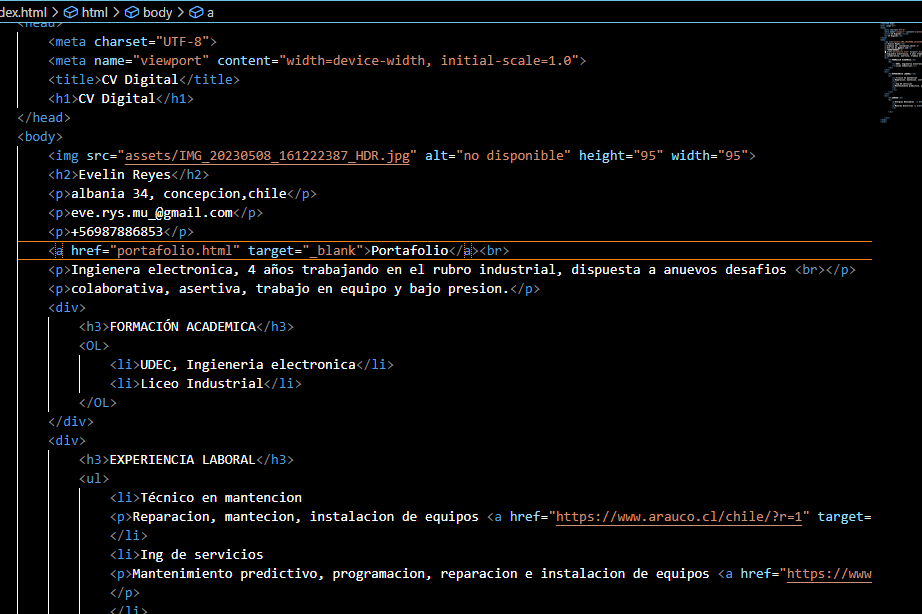 dex.html > html > body > a
<head>
<meta charset="UTF-8">
<meta name="viewport" content="width=device-width, initial-scale=1.0">
<title>CV Digital</title>
<h1>CV Digital</h1>
</head>
<body>
<img src="assets/IMG_20230508_161222387_HDR.jpg" alt="no disponible" height="95" width="95">
<h2>Evelin Reyes</h2>
<p>albania 34, concepcion,chile</p>
<p>eve.rys.mu_@gmail.com</p>
<p>+56987886853</p>
<a href="portafolio.html" target="_blank">Portafolio</a><br>
<p>Ingienera electronica, 4 años trabajando en el rubro industrial, dispuesta a anuevos desafios <br></p>
<p>colaborativa, asertiva, trabajo en equipo y bajo presion.</p>
<div>
<h3>FORMACIÓN ACADEMICA</h3>
<OL>
<li>UDEC, Ingieneria electronica</li>
<li>Liceo Industrial</li>
</OL>
</div>
<div>
<h3>EXPERIENCIA LABORAL</h3>
<ul>
<li>Técnico en mantencion
<p>Reparacion, mantecion, instalacion de equipos <a href="https://www.arauco.cl/chile/?r=1" target=
</li>
<li>Ing de servicios
<p>Mantenimiento predictivo, programacion, reparacion e instalacion de equipos <a href="https://www
</p>
</li>